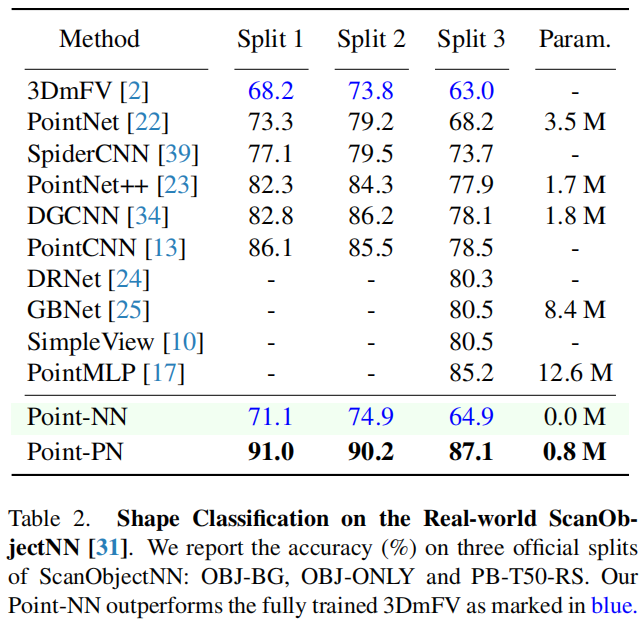 Method Split 1 Split 2 Split 3 Param.
3DmFV [2] 68.2 73.8 63.0 -
PointNet [22] 73.3 79.2 68.2 3.5 M
SpiderCNN [39] 77.1 79.5 73.7 -
PointNet++ [23] 82.3 84.3 77.9 1.7 M
DGCNN [34] 82.8 86.2 78.1 1.8 M
PointCNN [13] 86.1 85.5 78.5 -
DRNet [24] - - 80.3 -
GBNet [25] - - 80.5 8.4 M
SimpleView [10] - - 80.5 -
PointMLP [17] - - 85.2 12.6 M
Point-NN 71.1 74.9 64.9 0.0 M
Point-PN 91.0 90.2 87.1 0.8 M
Table 2. Shape Classification on the Real-world ScanOb-
jectNN [31]. We report the accuracy (%) on three official splits
of ScanObjectNN: OBJ-BG, OBJ-ONLY and PB-T50-RS. Our
Point-NN outperforms the fully trained 3DmFV as marked in blue.